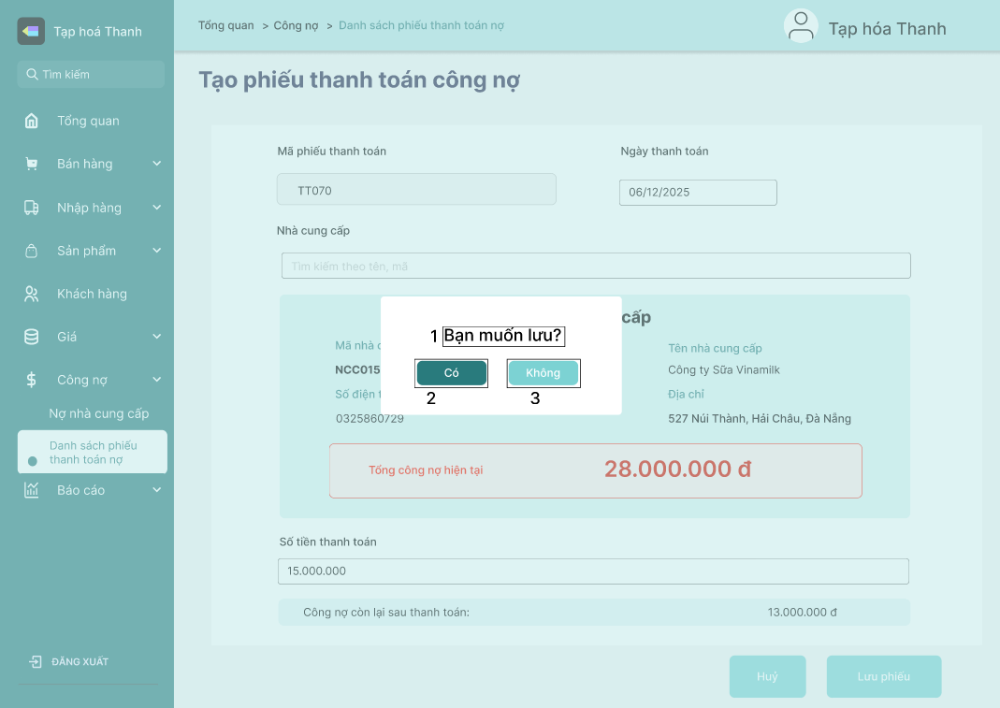 Tạp hoá Thanh
Tìm kiếm
Tổng quan
Bán hàng
Nhập hàng
Sản phẩm
Khách hàng
Giá
Công nợ
Nợ nhà cung cấp
Danh sách phiếu
thanh toán nợ
Báo cáo
ĐĂNG XUẤT
Tổng quan > Công nợ > Danh sách phiếu thanh toán nợ
Tạp hóa Thanh
Tạo phiếu thanh toán công nợ
Mã phiếu thanh toán
Ngày thanh toán
TT070
06/12/2025
Nhà cung cấp
Tìm kiếm theo tên, mã
cấp
1 Bạn muốn lưu?
Có
Không
2
3
Mã nhà c
Tên nhà cung cấp
NCC015
Công ty Sữa Vinamilk
Số điện t
Địa chỉ
0325860729
527 Núi Thành, Hải Châu, Đà Nẵng
Tổng công nợ hiện tại
28.000.000 đ
Số tiền thanh toán
15.000.000
Công nợ còn lại sau thanh toán:
13.000.000 đ
Huỷ
Lưu phiếu